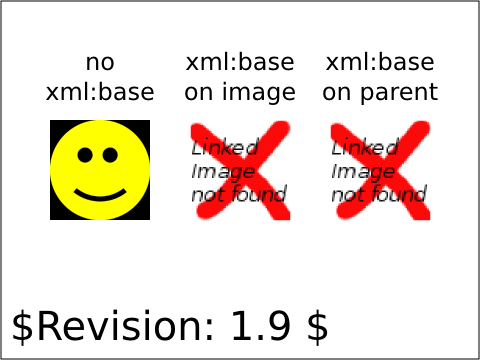 no
xml:base
xml:base
on image
xml:base
on parent
Linked
Image
not found
Linked
Image
not found
$Revision: 1.9 $